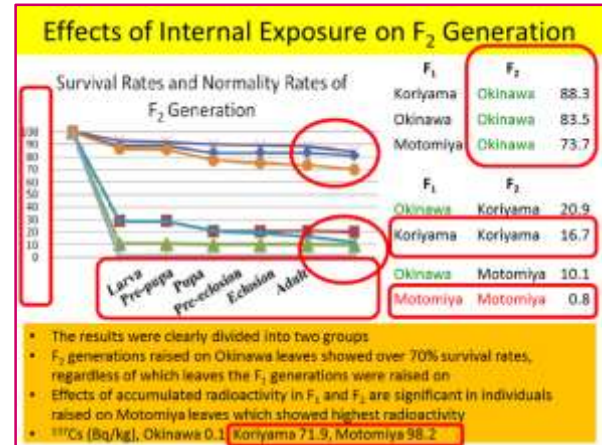 Effects of Internal Exposure on F₂ Generation
Survival Rates and Normality Rates of
F₂ Generation
100
90
80
70
60
50
40
30
20
10
0
Larva
Pre-pupa
Pupa
Pre-eclosion
Eclosion
Adult
F₁ F₂
Koriyama Okinawa 88.3
Okinawa Okinawa 83.5
Motomiya Okinawa 73.7
F₁ F₂
Okinawa Koriyama 20.9
Koriyama Koriyama 16.7
Okinawa Motomiya 10.1
Motomiya Motomiya 0.8
• The results were clearly divided into two groups
• F₂ generations raised on Okinawa leaves showed over 70% survival rates,
regardless of which leaves the F₁ generations were raised on
• Effects of accumulated radioactivity in F₁ and F₂ are significant in individuals
raised on Motomiya leaves which showed highest radioactivity
• ¹³⁷Cs (Bq/kg), Okinawa 0.1 Koriyama 71.9, Motomiya 98.2